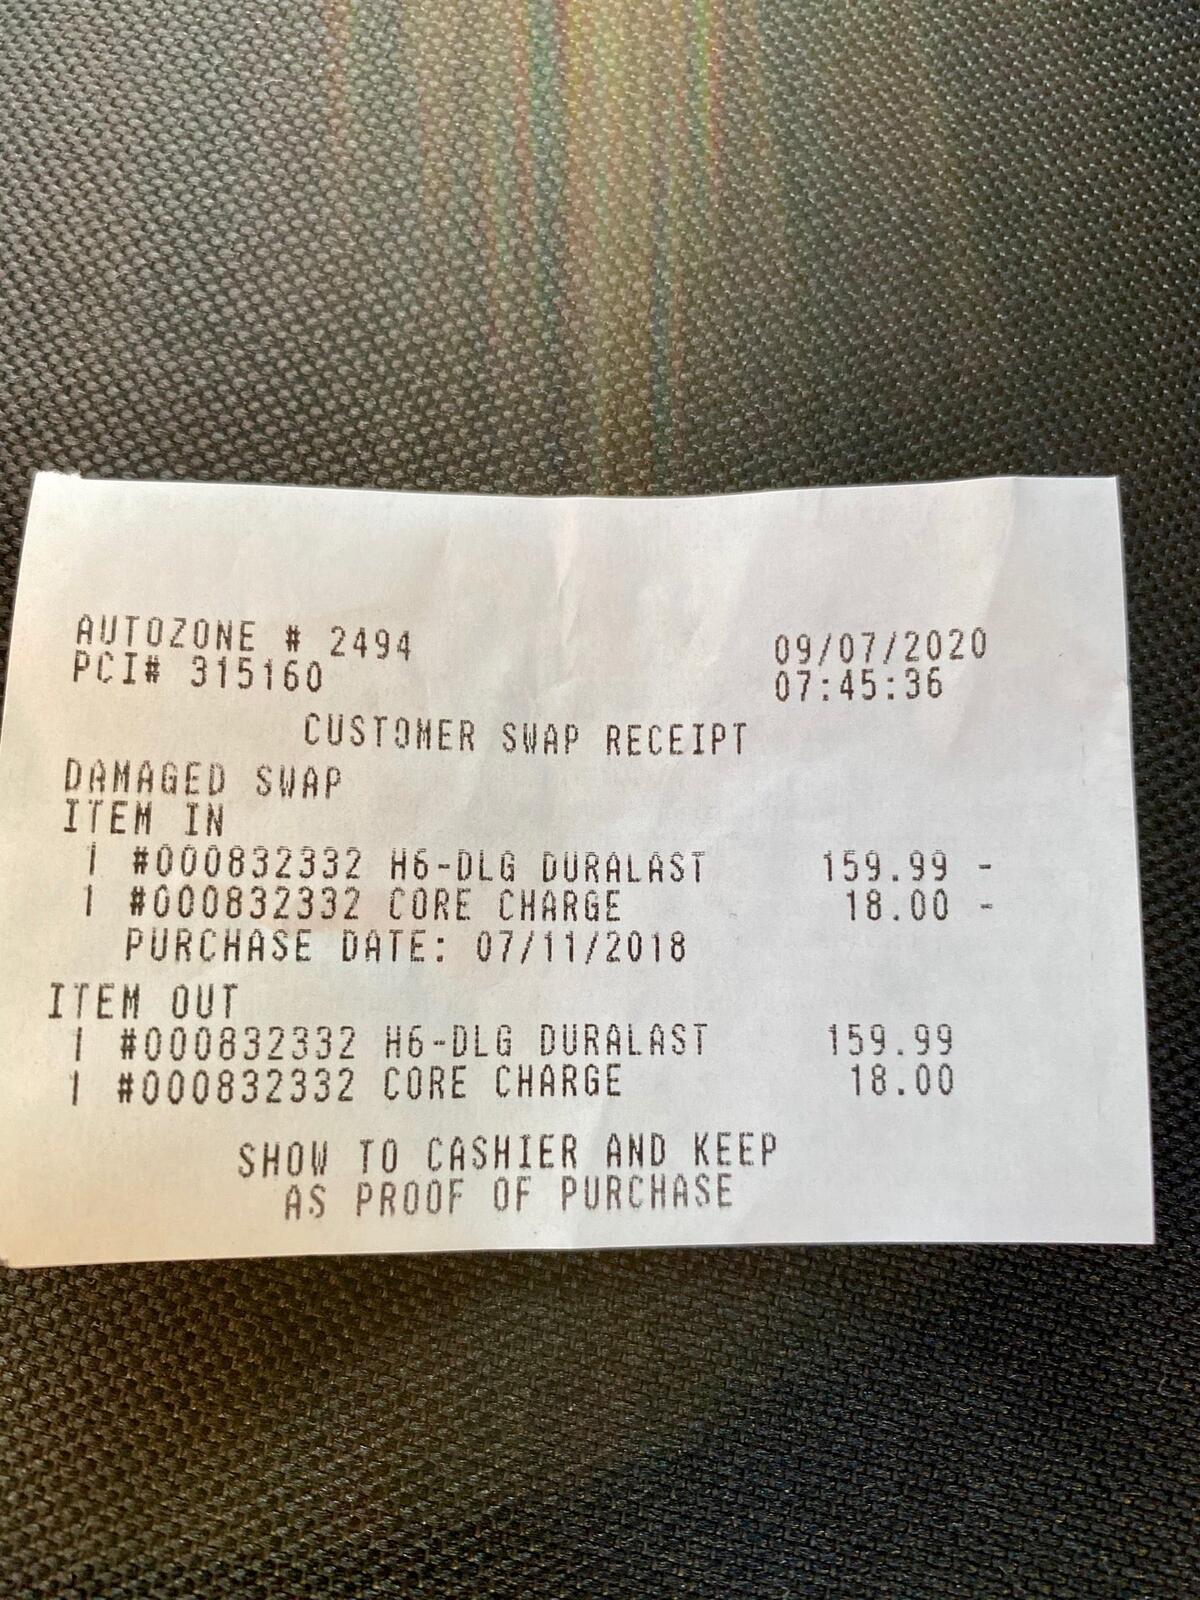 AUTOZONE # 2494 09/07/2020
PCI# 315160 07:45:36
CUSTOMER SWAP RECEIPT
DAMAGED SWAP
ITEM IN
1 #000832332 H6-DLG DURALAST 159.99 -
1 #000832332 CORE CHARGE 18.00 -
PURCHASE DATE: 07/11/2018
ITEM OUT
1 #000832332 H6-DLG DURALAST 159.99
1 #000832332 CORE CHARGE 18.00
SHOW TO CASHIER AND KEEP
AS PROOF OF PURCHASE